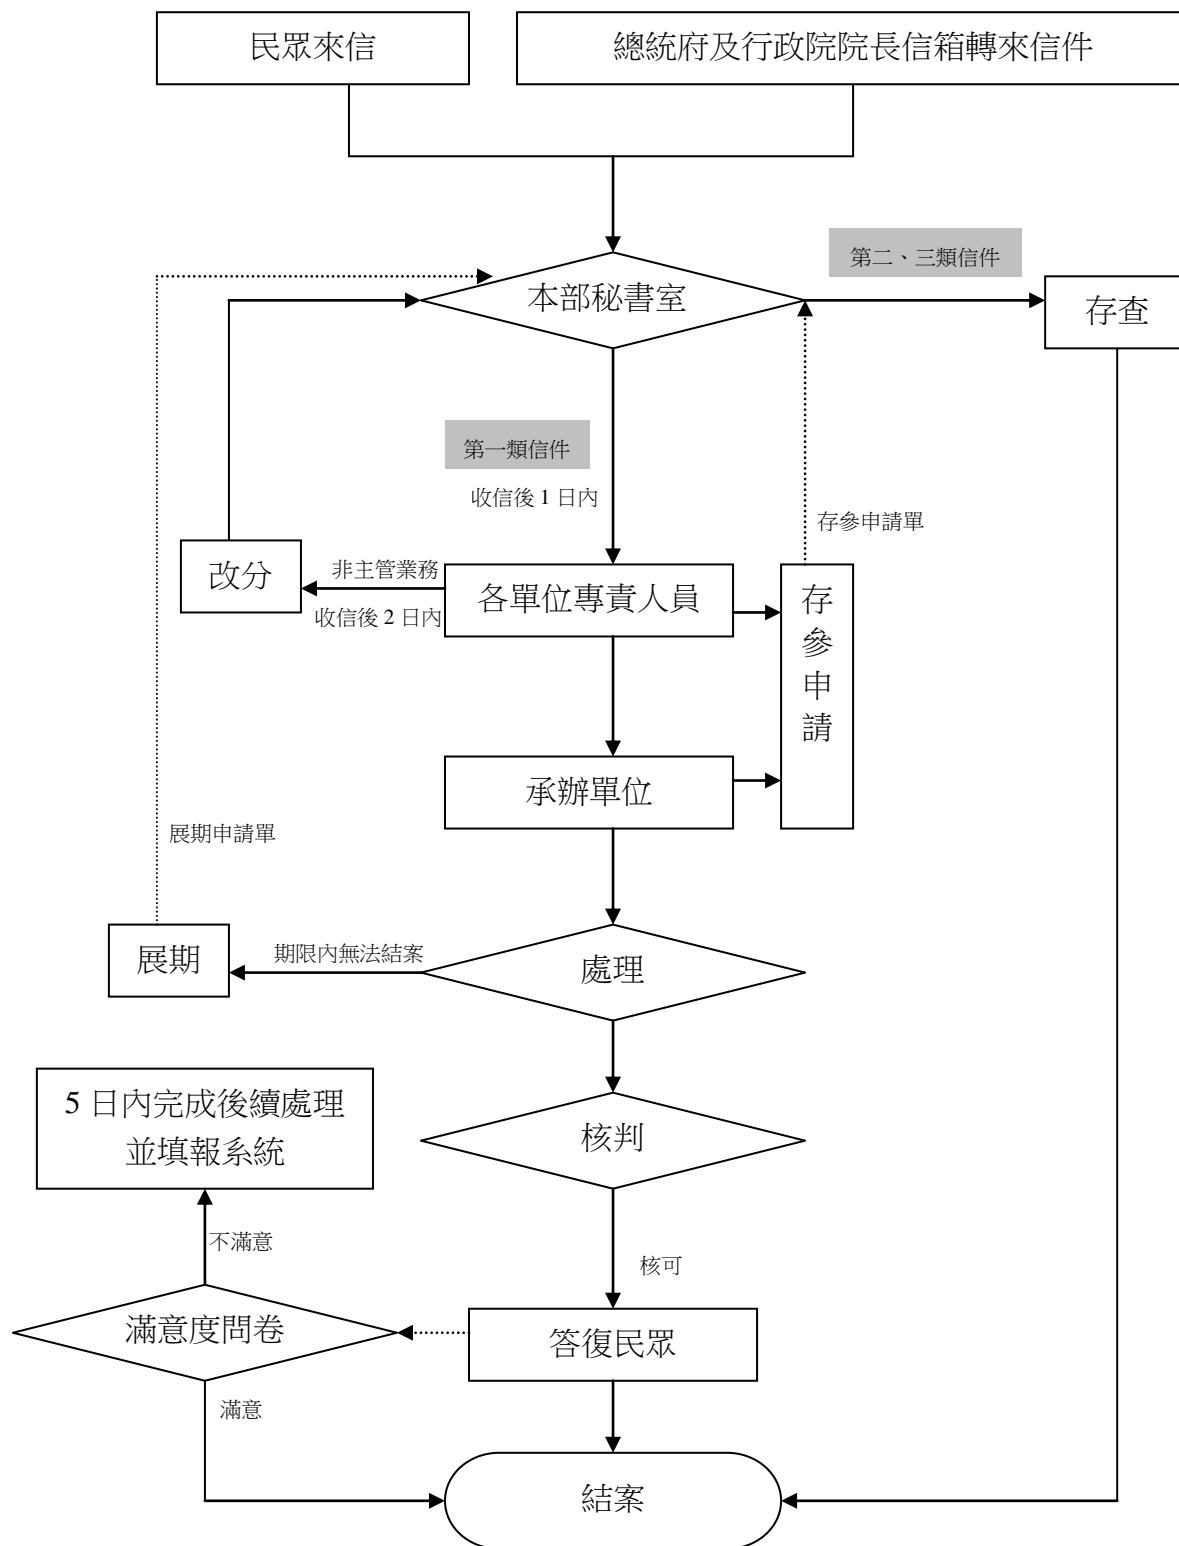 民眾來信
總統府及行政院院長信箱轉來信件
第二、三類信件
本部秘書室
存查
第一類信件
收信後 1 日內
存參申請單
改分
非主管業務
收信後 2 日內
各單位專責人員
存參申請
承辦單位
展期申請單
展期
期限內無法結案
處理
5 日內完成後續處理
並填報系統
核判
不滿意
核可
滿意度問卷
答復民眾
滿意
結案